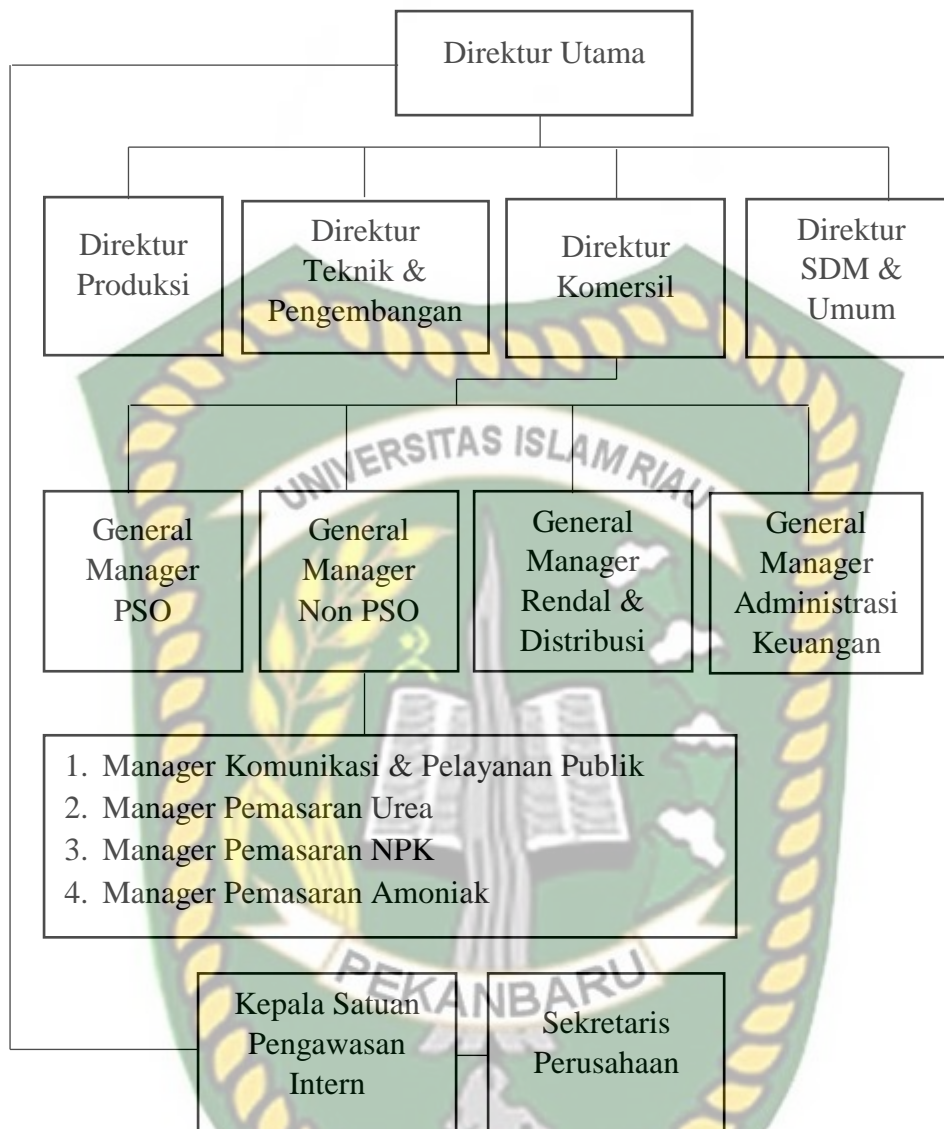 Direktur Utama
Direktur
Produksi
Direktur
Teknik &
Pengembangan
Direktur
Komersil
Direktur
SDM &
Umum
UNIVERSITAS ISLAM RIAU
General
Manager
PSO
General
Manager
Non PSO
General
Manager
Rendal &
Distribusi
General
Manager
Administrasi
Keuangan
1. Manager Komunikasi & Pelayanan Publik
2. Manager Pemasaran Urea
3. Manager Pemasaran NPK
4. Manager Pemasaran Amoniak
PEKANBARU
Kepala Satuan
Pengawasan
Intern
Sekretaris
Perusahaan